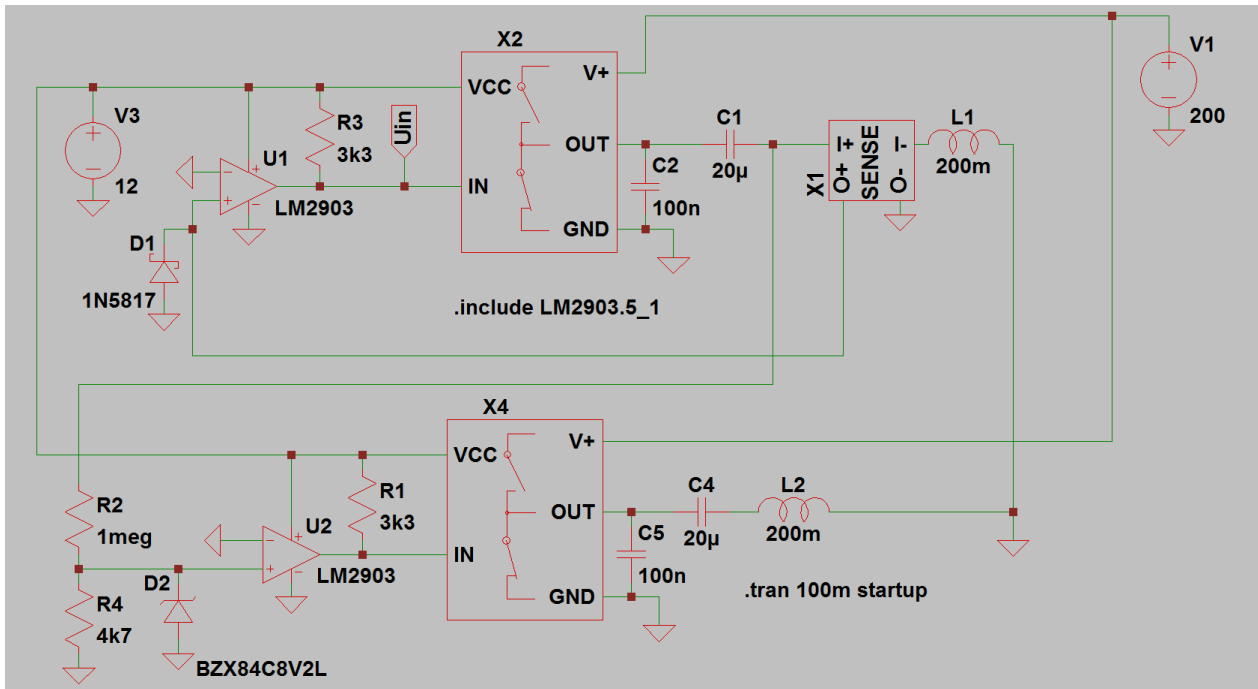 X2
V1
200
V3
12
VCC
V+
R3
3k3
Uin
U1
LM2903
IN
OUT
GND
C2
100n
C1
20µ
X1
I+
I-
SENSE
O+
O-
L1
200m
D1
1N5817
.include LM2903.5_1
X4
VCC
V+
R1
3k3
U2
LM2903
IN
OUT
GND
C5
100n
C4
20µ
L2
200m
R2
1meg
R4
4k7
D2
BZX84C8V2L
.tran 100m startup